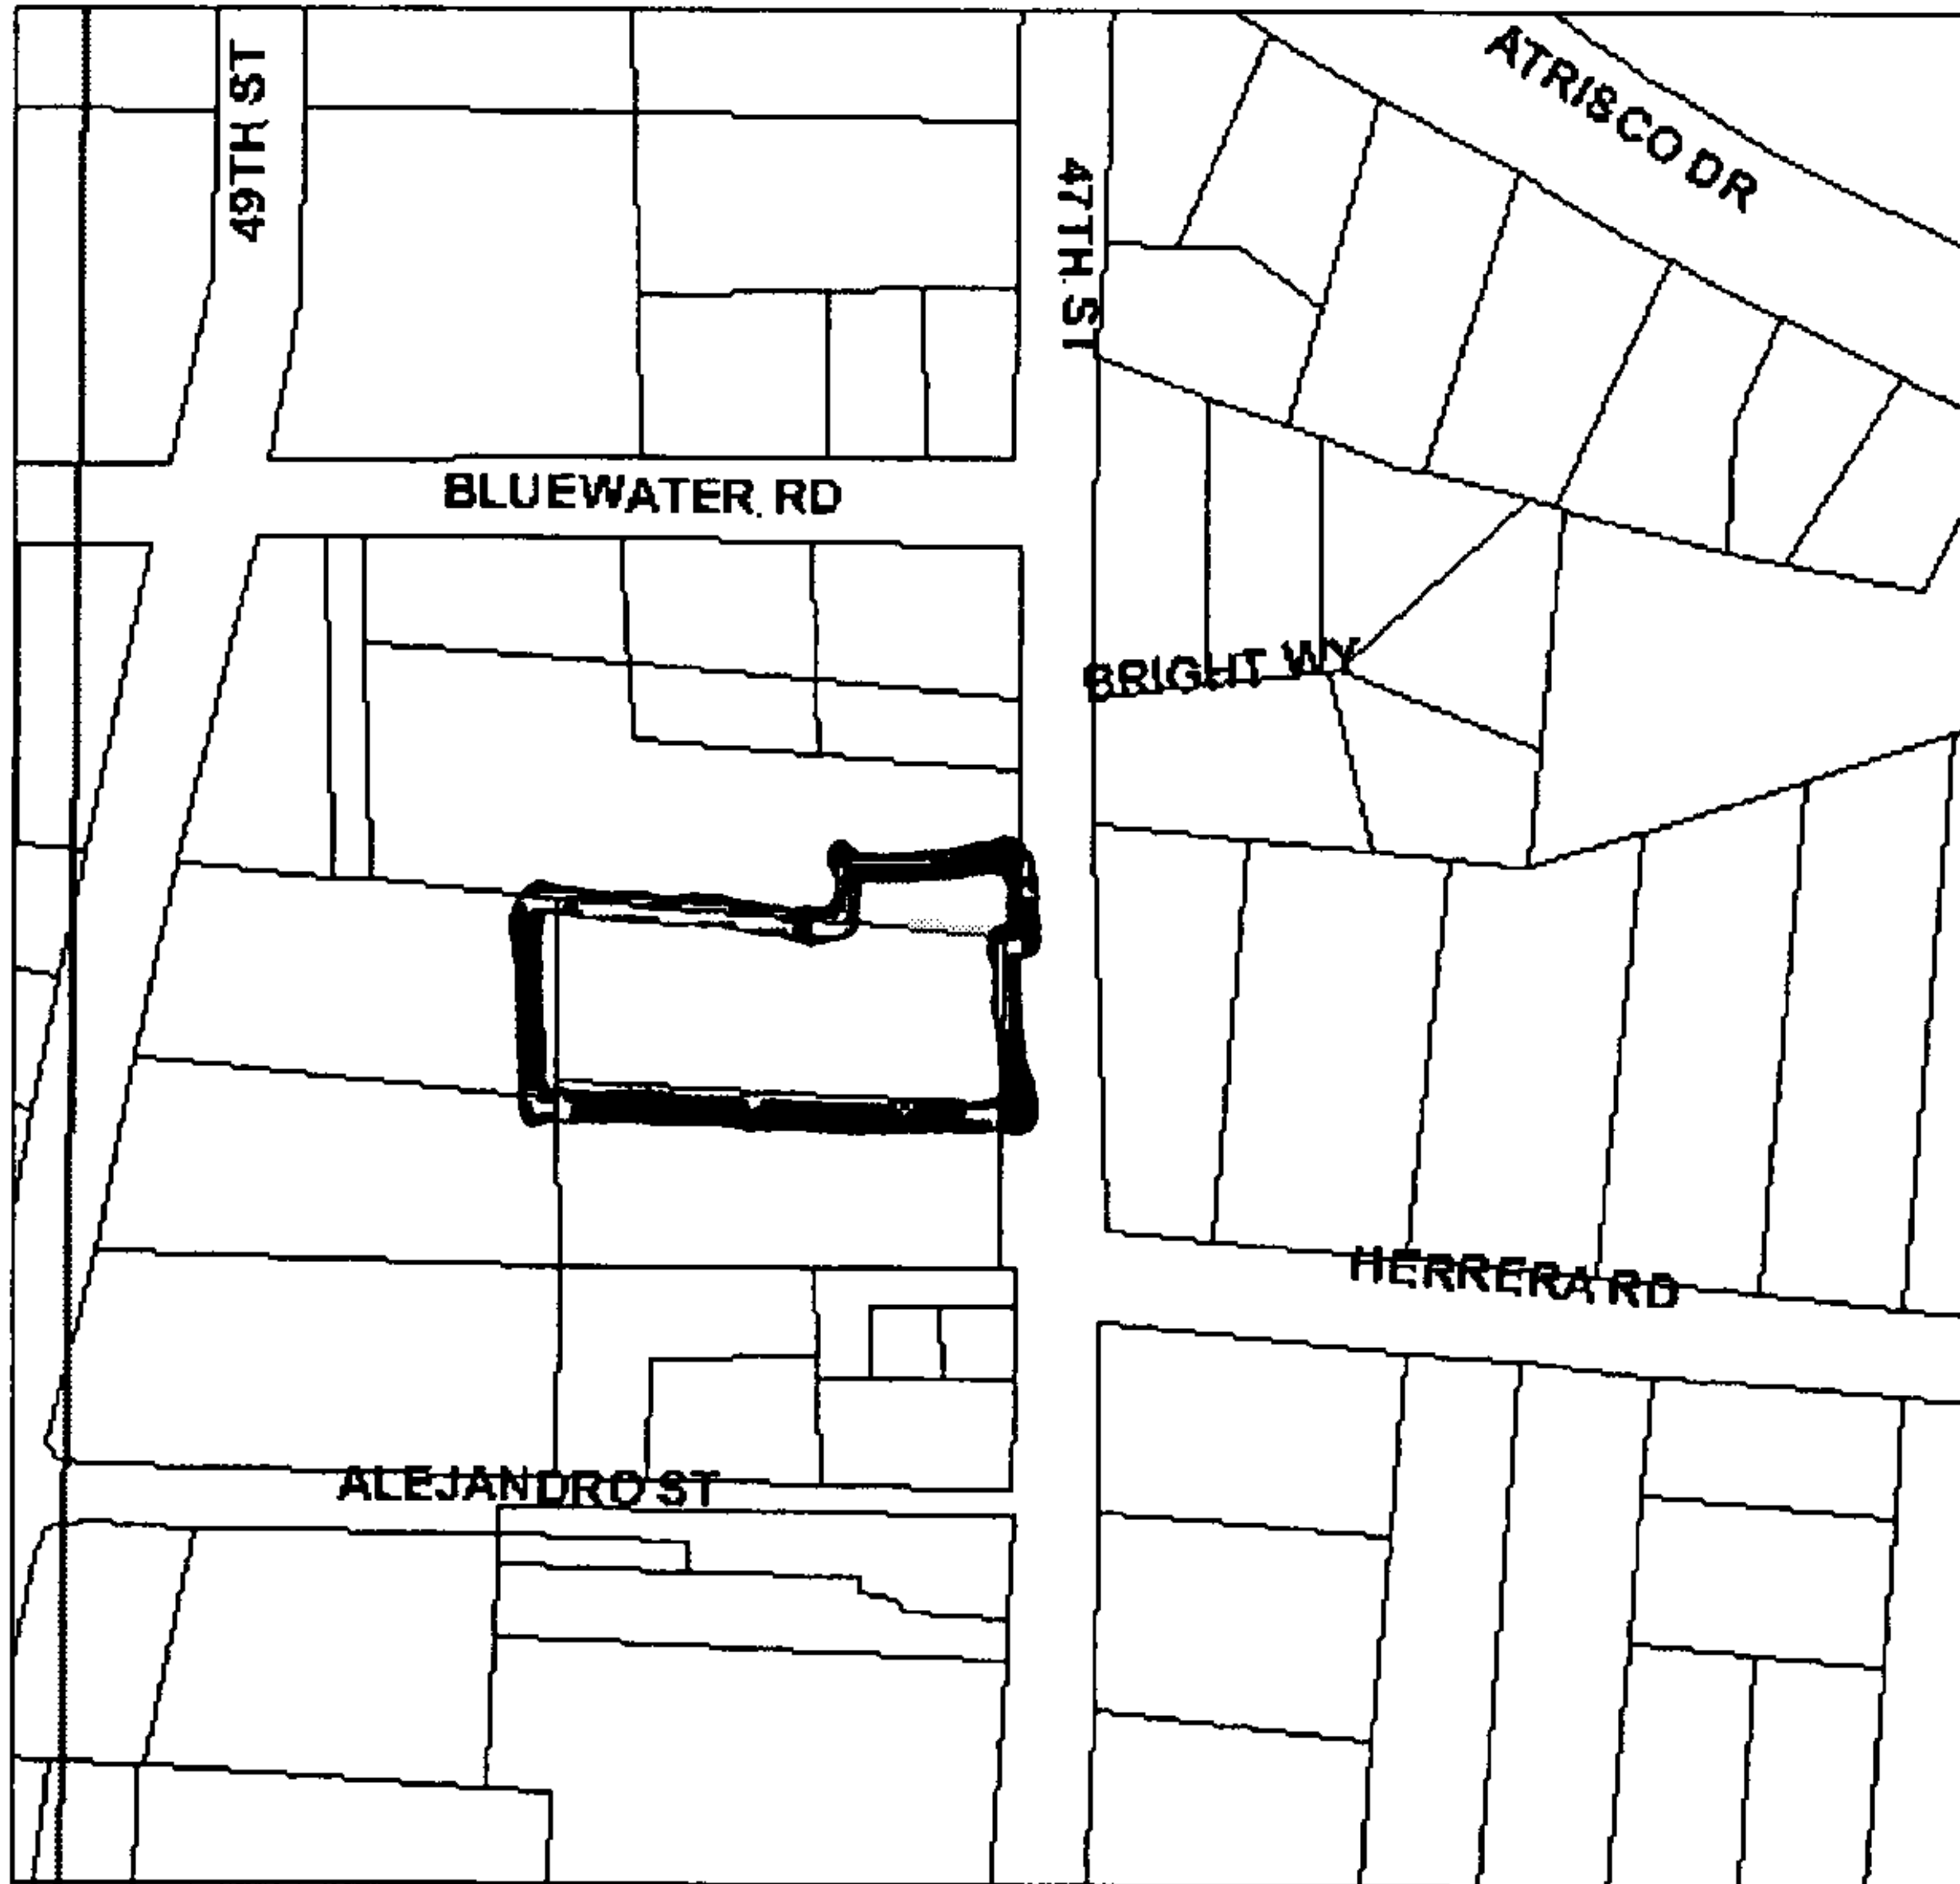 49TH ST
ATRISCO DR
47TH ST
BLUEWATER RD
BRIGHT WY
HERRERA RD
ALEJANDRO ST